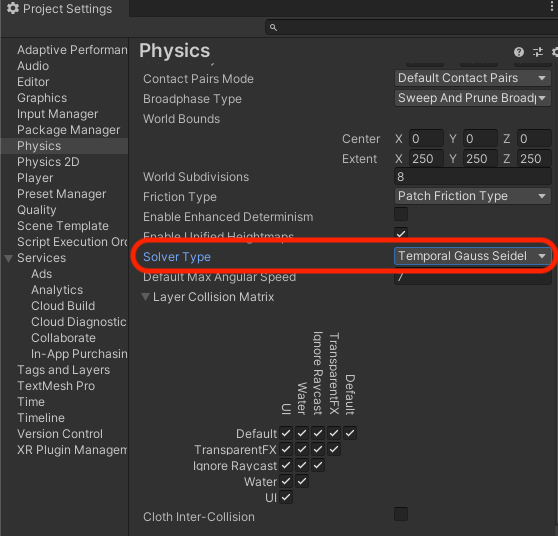 Project Settings
Adaptive Performan
Audio
Editor
Graphics
Input Manager
Package Manager
Physics
Physics 2D
Player
Preset Manager
Quality
Scene Template
Script Execution Ord
Services
Ads
Analytics
Cloud Build
Cloud Diagnostic
Collaborate
In-App Purchasin
Tags and Layers
TextMesh Pro
Time
Timeline
Version Control
XR Plugin Managem
Physics
Contact Pairs Mode Default Contact Pairs
Broadphase Type Sweep And Prune Broadp
World Bounds
Center X 0 Y 0 Z 0
Extent X 250 Y 250 Z 250
World Subdivisions 8
Friction Type Patch Friction Type
Enable Enhanced Determinism
Enable Unified Heightmaps
Solver Type Temporal Gauss Seidel
Default Max Angular Speed 7
Layer Collision Matrix
UI
Water
Ignore Raycast
TransparentFX
Default
Default
TransparentFX
Ignore Raycast
Water
UI
Cloth Inter-Collision